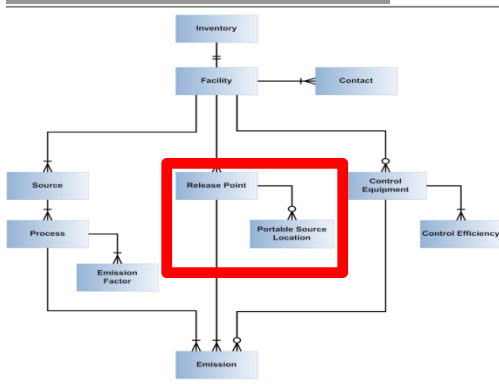 Inventory
Facility
Contact
Source
Release Point
Control
Equipment
Process
Portable Source
Location
Control Efficiency
Emission
Factor
Emission